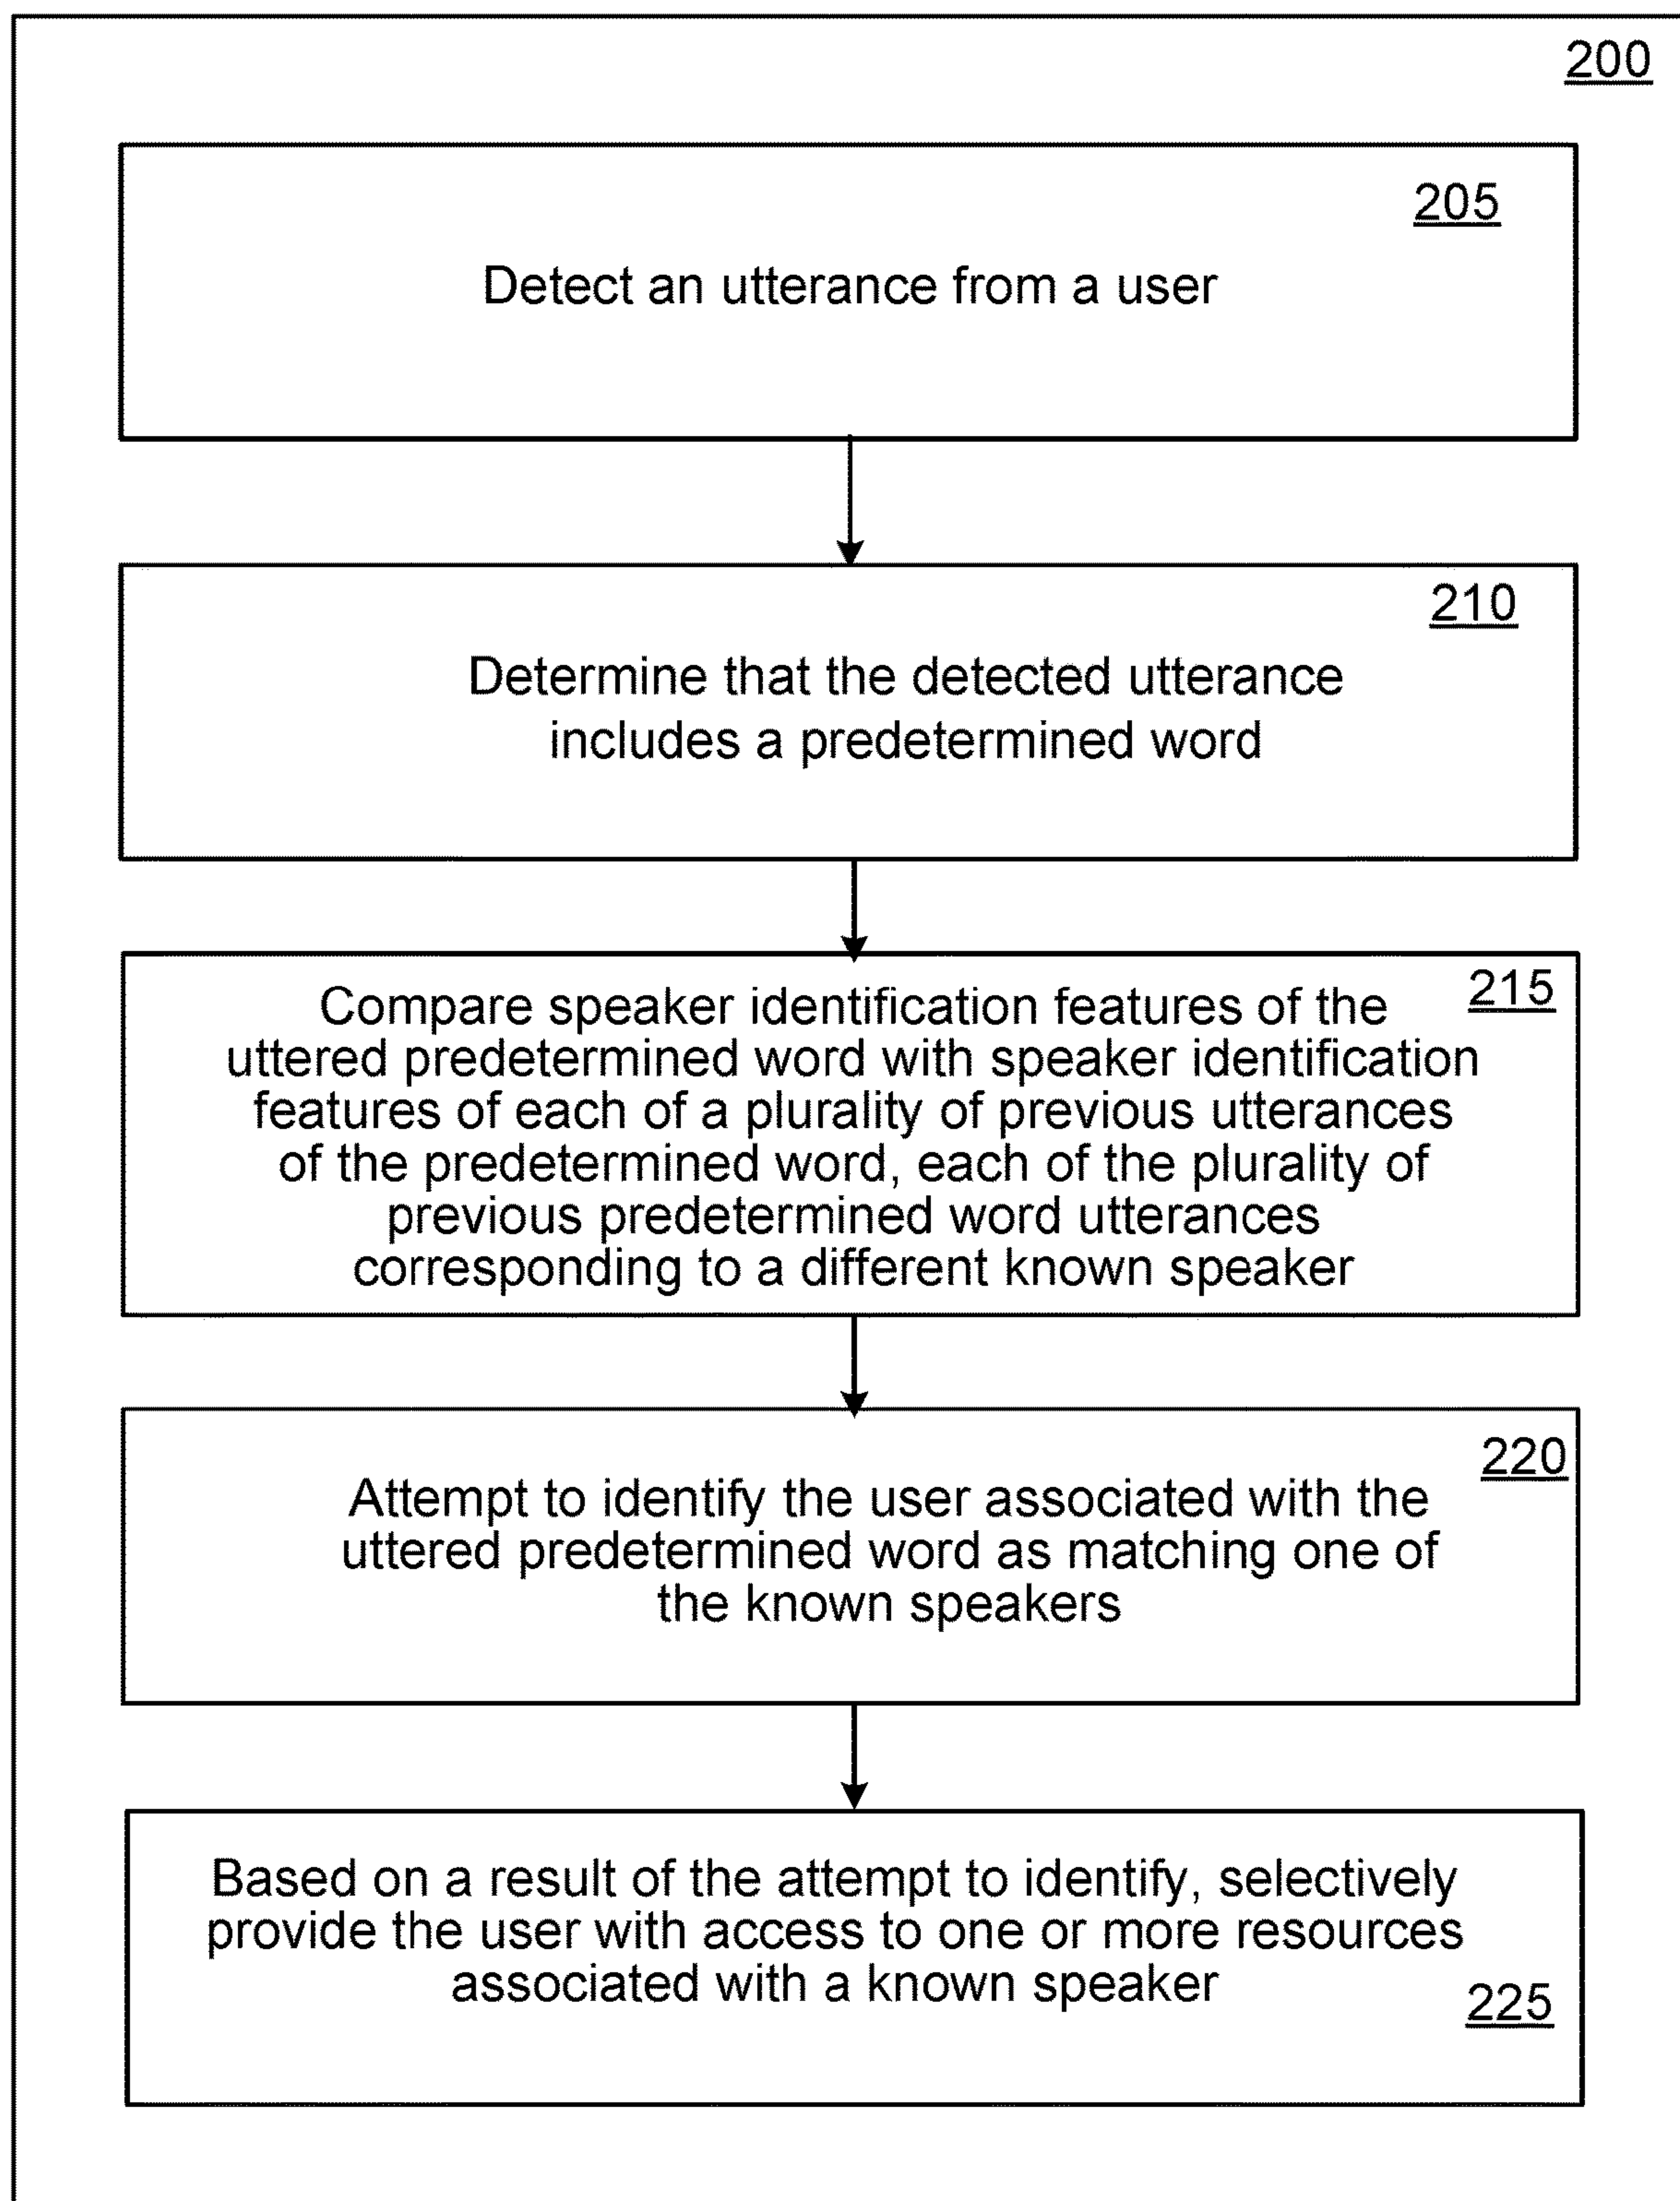 200
205
Detect an utterance from a user
210
Determine that the detected utterance
includes a predetermined word
215
Compare speaker identification features of the
uttered predetermined word with speaker identification
features of each of a plurality of previous utterances
of the predetermined word, each of the plurality of
previous predetermined word utterances
corresponding to a different known speaker
220
Attempt to identify the user associated with the
uttered predetermined word as matching one of
the known speakers
Based on a result of the attempt to identify, selectively
provide the user with access to one or more resources
associated with a known speaker
225